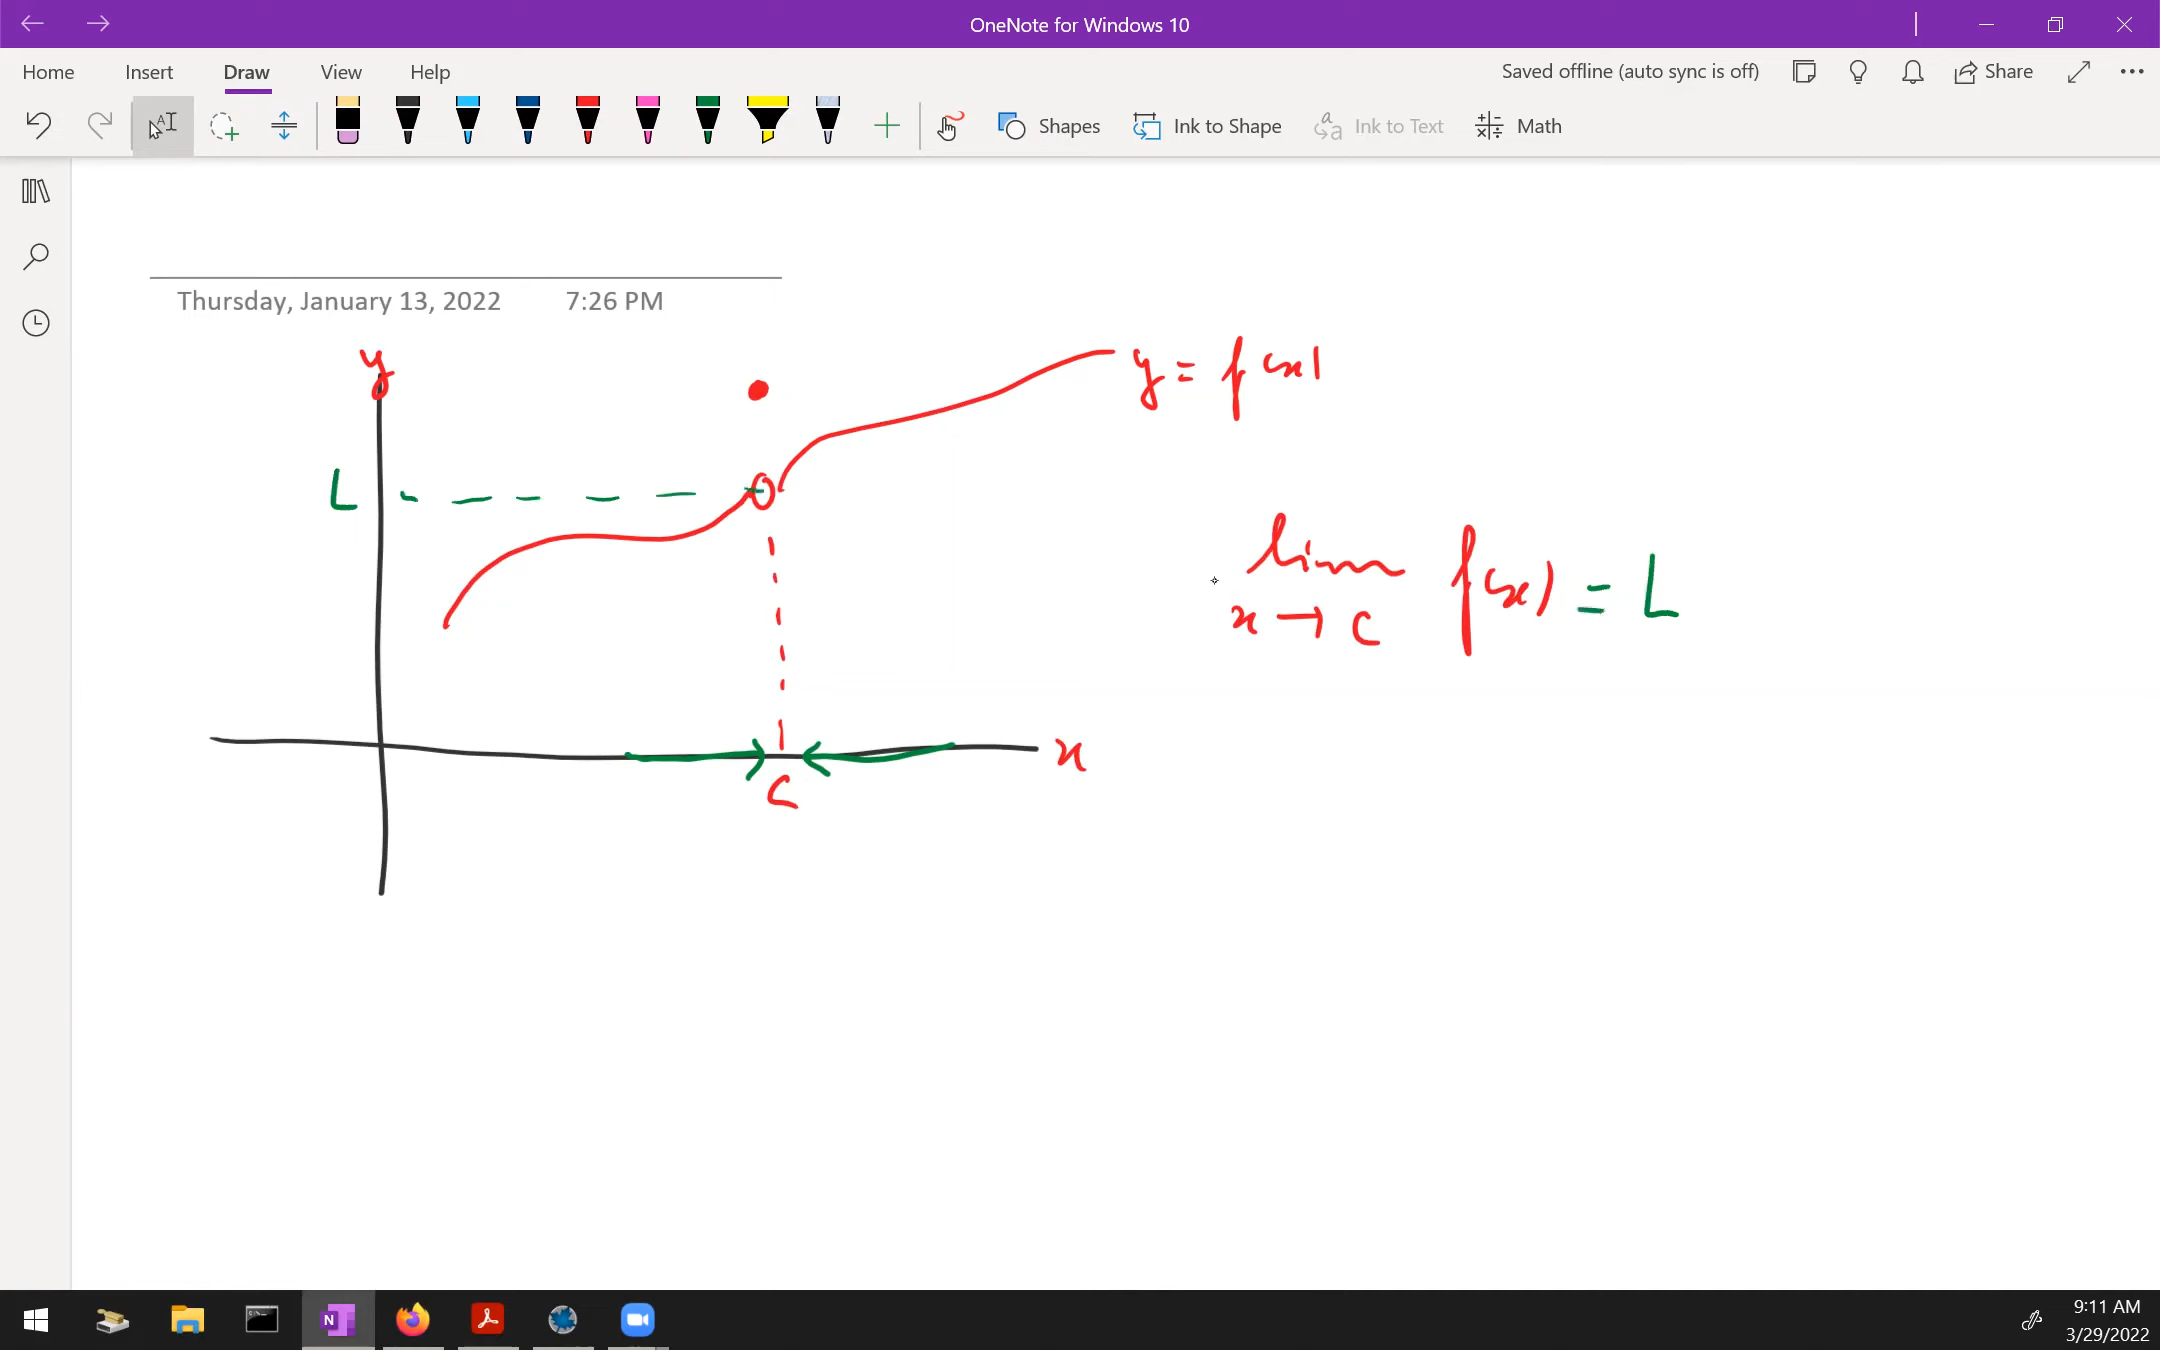 OneNote for Windows 10
Home Insert Draw View Help
Saved offline (auto sync is off) Share
Shapes Ink to Shape Ink to Text Math
Thursday, January 13, 2022 7:26 PM
y
y = f(x)
L
lim f(x) = L
x → c
x
c
9:11 AM
3/29/2022